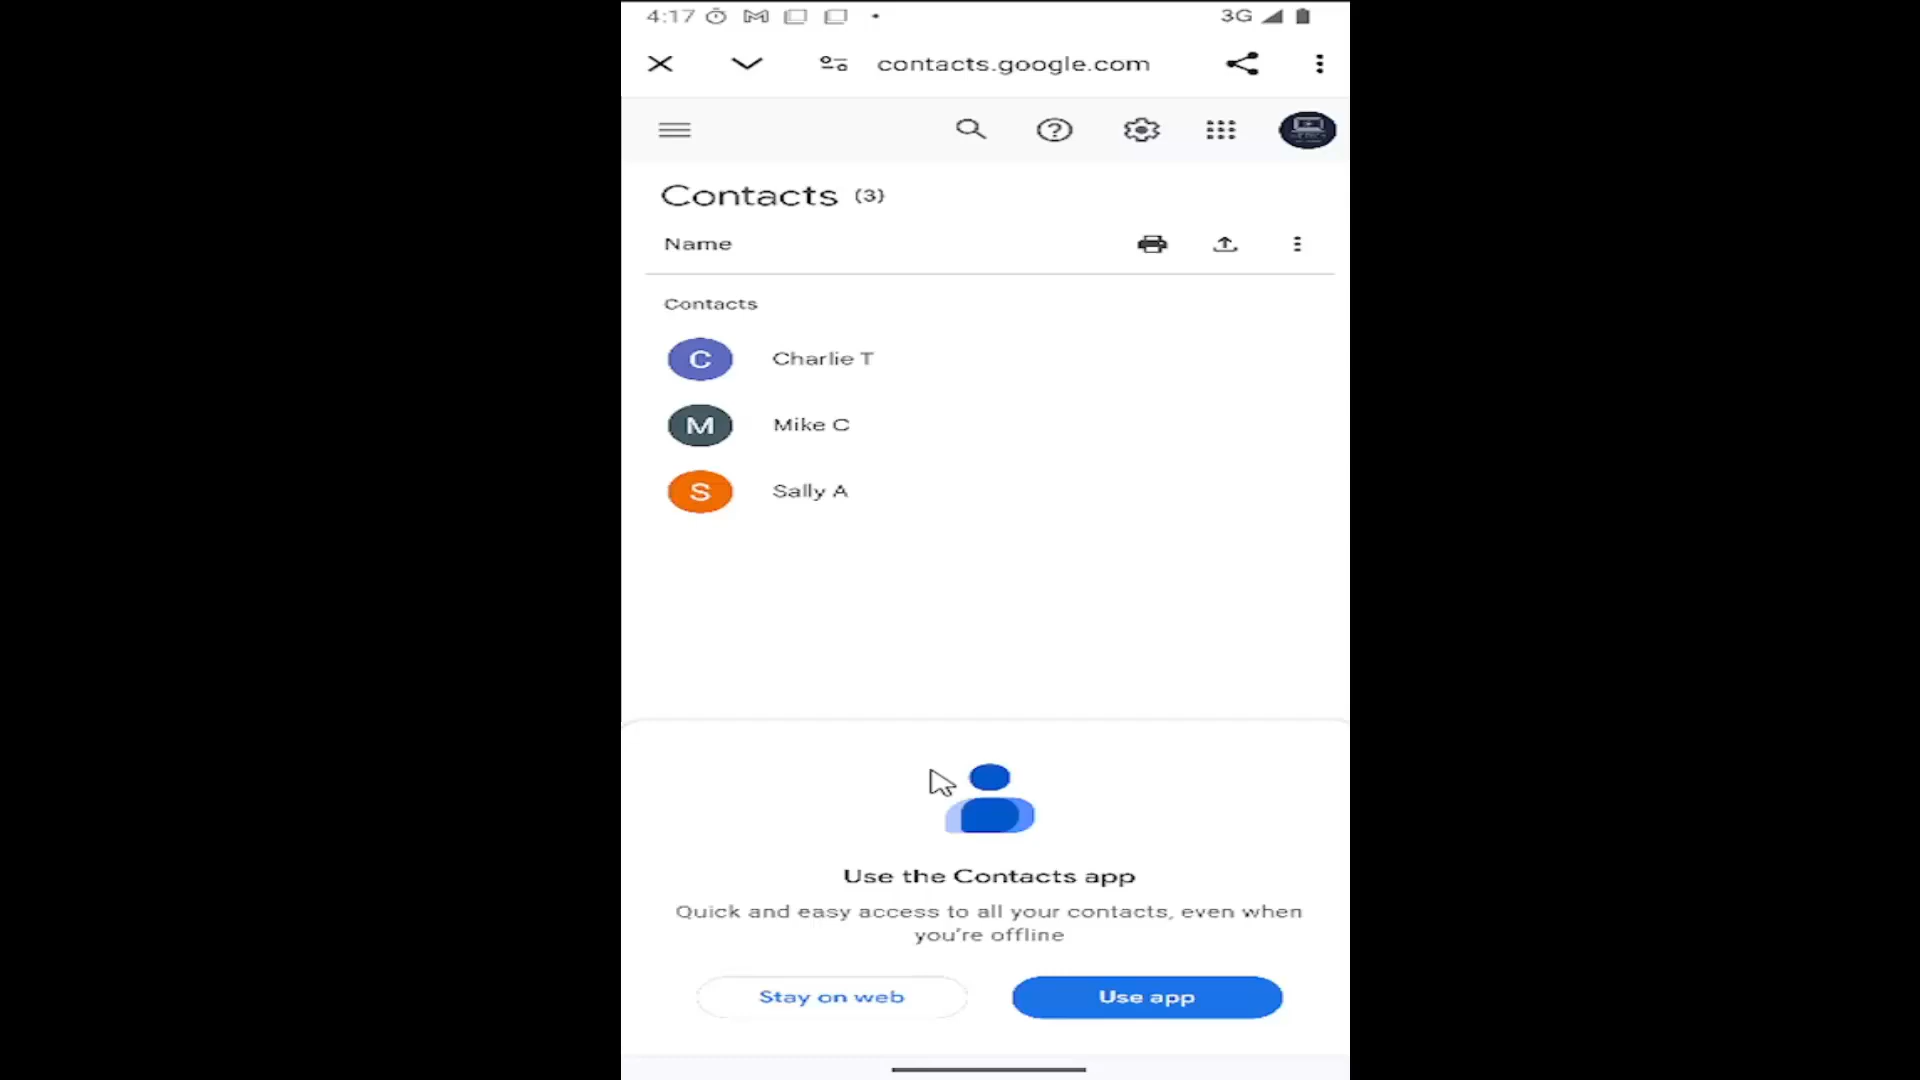 4:17
3G
contacts.google.com
Contacts (3)
Name
Contacts
C Charlie T
M Mike C
S Sally A
Use the Contacts app
Quick and easy access to all your contacts, even when
you're offline
Stay on web
Use app